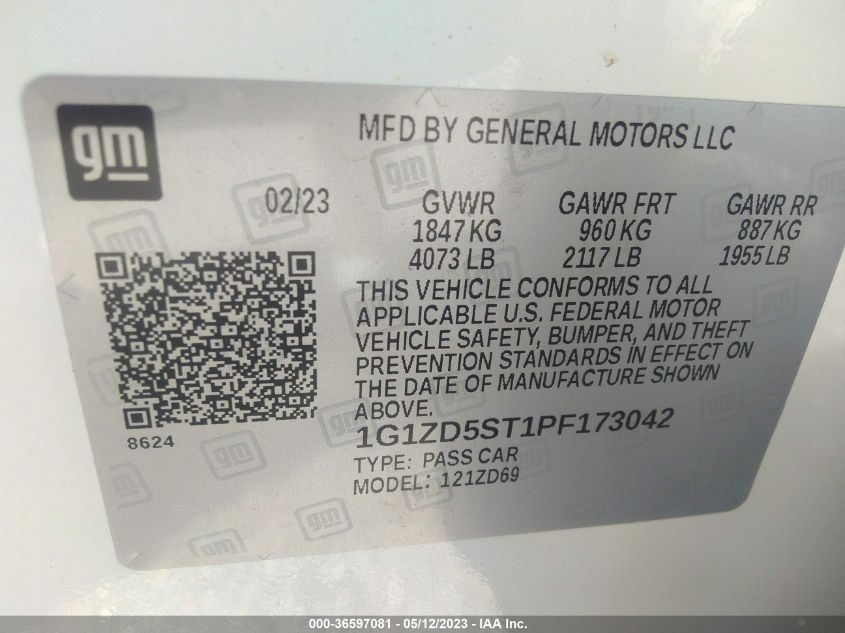 gm
MFD BY GENERAL MOTORS LLC
02/23
GVWR GAWR FRT GAWR RR
1847 KG 960 KG 887 KG
4073 LB 2117 LB 1955 LB
THIS VEHICLE CONFORMS TO ALL
APPLICABLE U.S. FEDERAL MOTOR
VEHICLE SAFETY, BUMPER, AND THEFT
PREVENTION STANDARDS IN EFFECT ON
THE DATE OF MANUFACTURE SHOWN
ABOVE.
8624
1G1ZD5ST1PF173042
TYPE: PASS CAR
MODEL: 121ZD69
000-36597081 - 05/12/2023 - IAAI Inc.